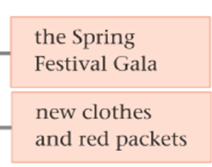 the Spring
Festival Gala
new clothes
and red packets